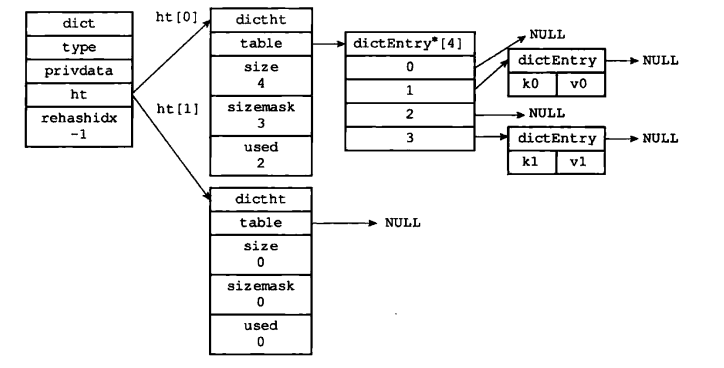 dict
type
privdata
ht
rehashidx
-1
ht[0]
ht[1]
dictht
table
size
4
sizemask
3
used
2
dictEntry*[4]
0
1
2
3
NULL
dictEntry
k0 v0
NULL
NULL
dictEntry
k1 v1
NULL
dictht
table
size
0
sizemask
0
used
0
NULL